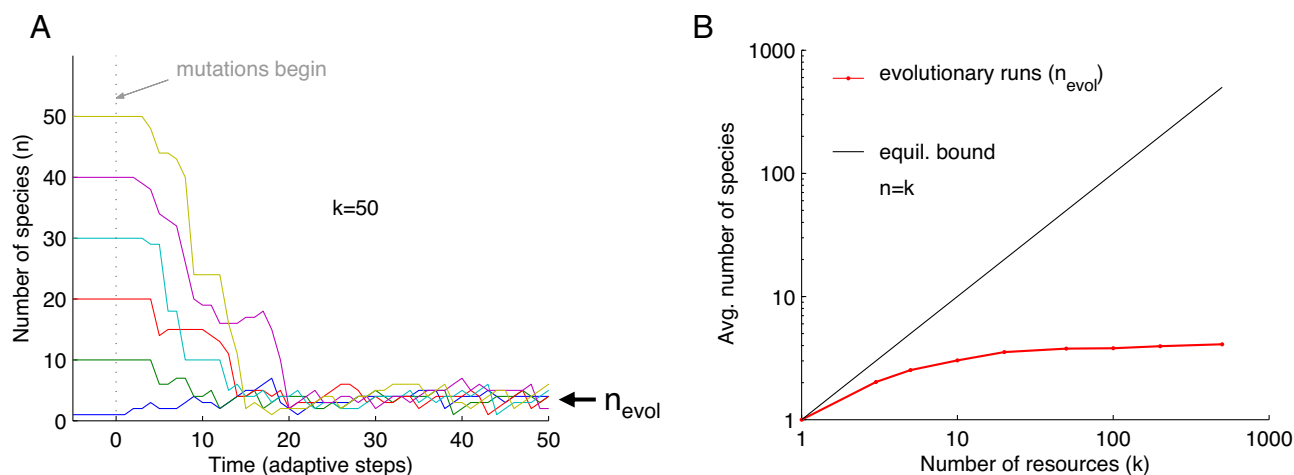 A
mutations begin
k=50
Number of species (n)
50
40
30
20
10
0
0
10
20
30
40
50
Time (adaptive steps)
n_evol
B
evolutionary runs (n_evol)
equil. bound
n=k
Avg. number of species
1000
100
10
1
1
10
100
1000
Number of resources (k)